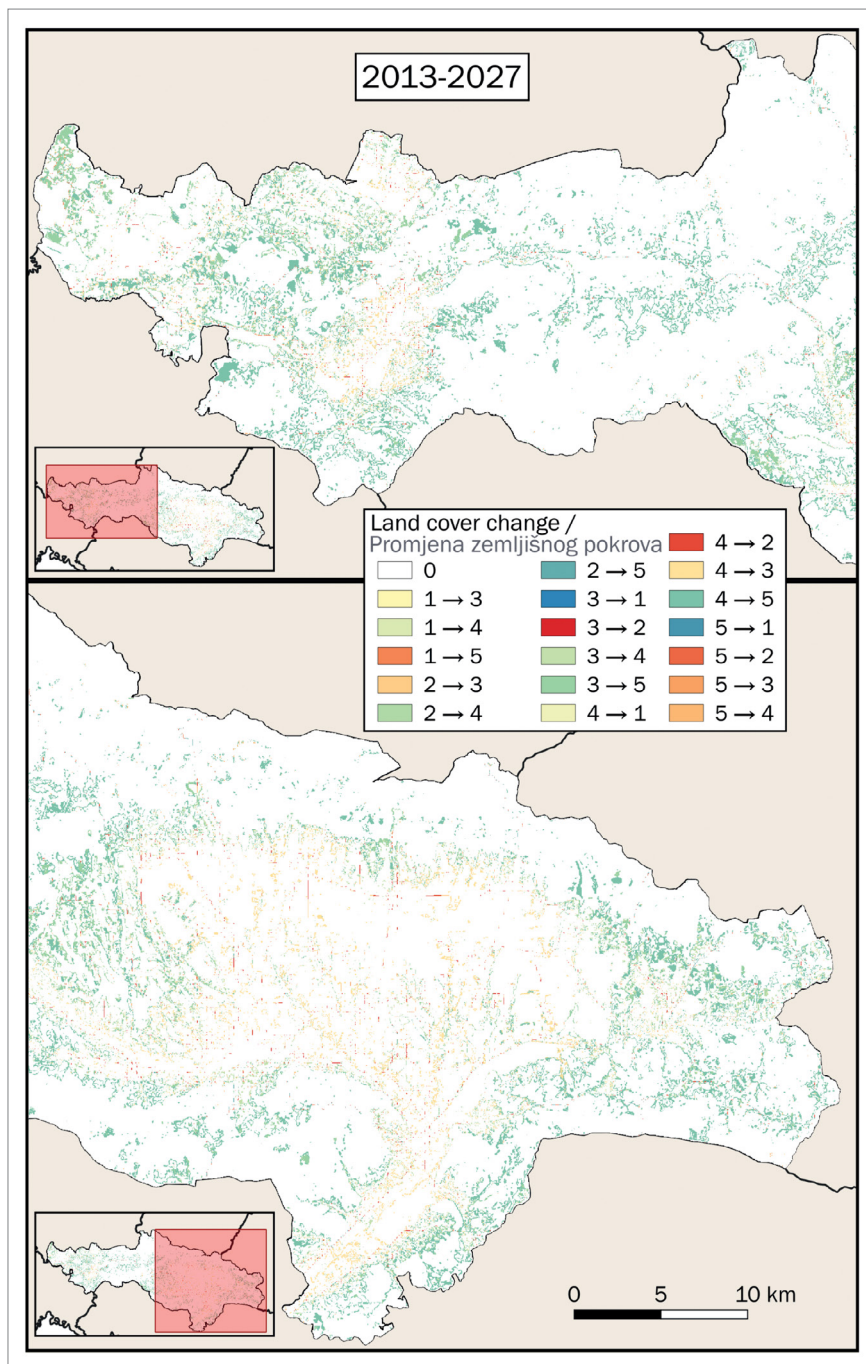 2013-2027
Land cover change /
Promjena zemljišnog pokrova
0
1 → 3
1 → 4
1 → 5
2 → 3
2 → 4
2 → 5
3 → 1
3 → 2
3 → 4
3 → 5
4 → 1
4 → 2
4 → 3
4 → 5
5 → 1
5 → 2
5 → 3
5 → 4
0 5 10 km